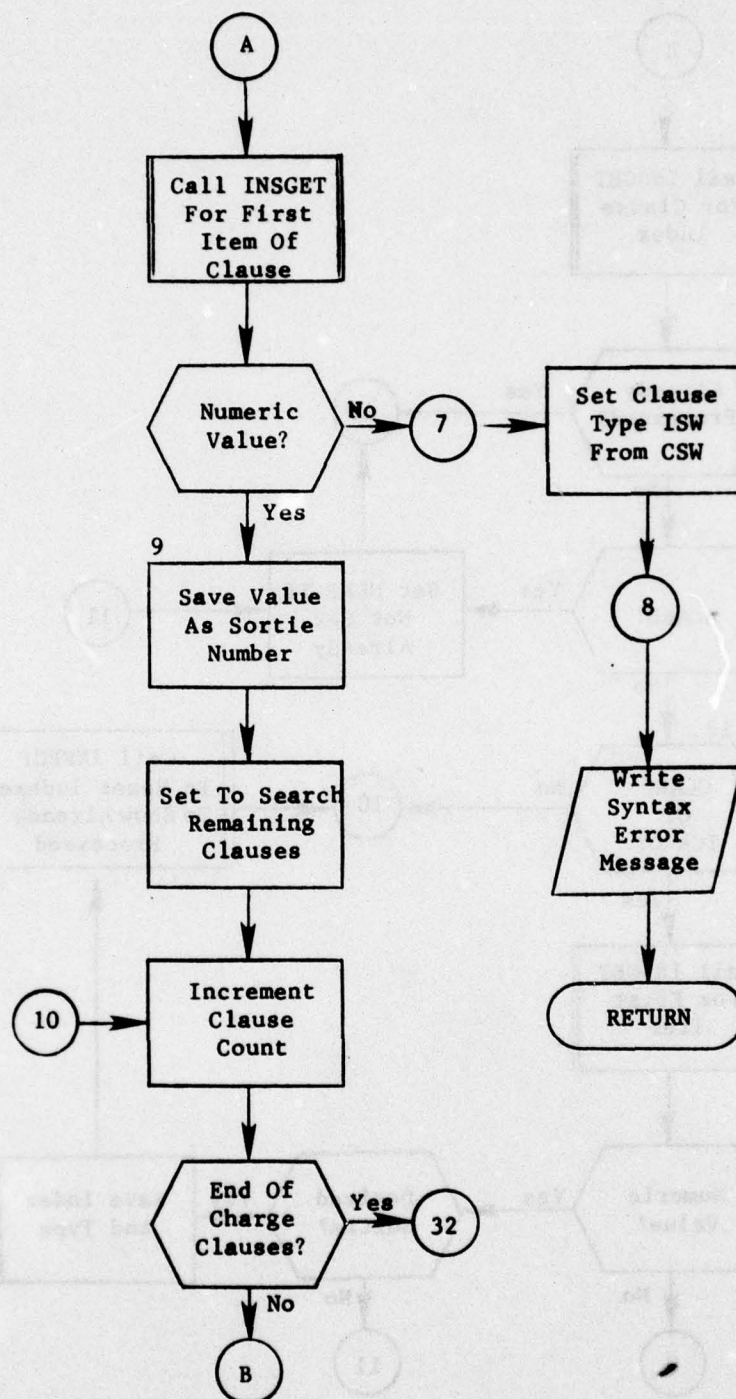 A
Call INSGET
For First
Item Of
Clause
Numeric
Value?
No
7
Set Clause
Type ISW
From CSW
Yes
9
Save Value
As Sortie
Number
8
Set To Search
Remaining
Clauses
Write
Syntax
Error
Message
10
Increment
Clause
Count
RETURN
End Of
Charge
Clauses?
Yes
32
No
B